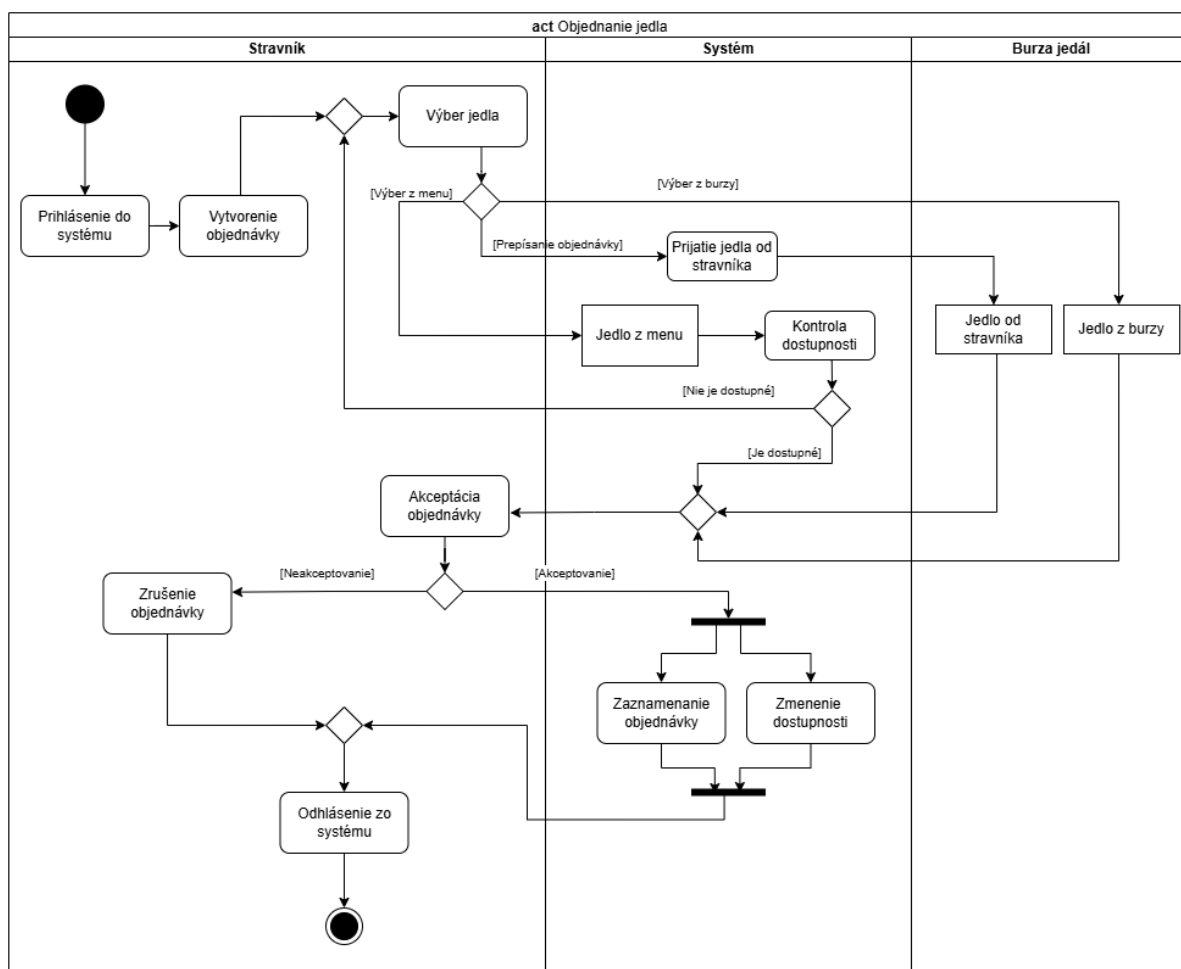 act Objednanie jedla
Stravník
Systém
Burza jedál
Výber jedla
[Výber z menu]
[Výber z burzy]
Prihlásenie do
systému
Vytvorenie
objednávky
[Prepísanie objednávky]
Prijatie jedla od
stravníka
Jedlo z menu
Kontrola
dostupnosti
Jedlo od
stravníka
Jedlo z burzy
[Nie je dostupné]
[Je dostupné]
Akceptácia
objednávky
[Neakceptovanie]
[Akceptovanie]
Zrušenie
objednávky
Zaznamenanie
objednávky
Zmenenie
dostupnosti
Odhlásenie zo
systému